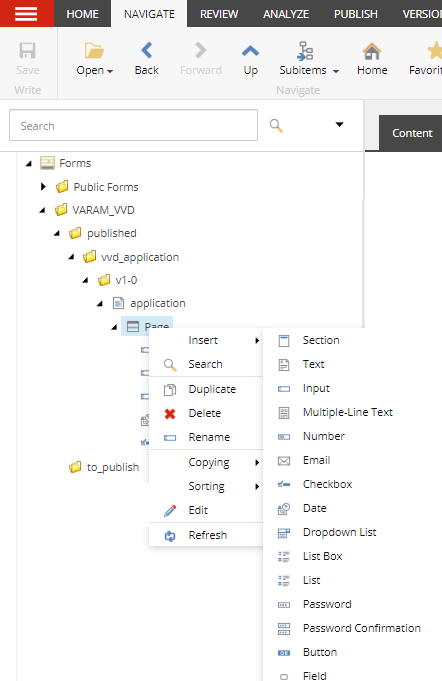 HOME NAVIGATE REVIEW ANALYZE PUBLISH VERSIO
Save Open Back Forward Up Subitems Home Favorit
Write Navigate
Search
Content
Forms
Public Forms
VARAM_VVD
published
vvd_application
v1-0
application
Page
to_publish
Insert
Search
Duplicate
Delete
Rename
Copying
Sorting
Edit
Refresh
Section
Text
Input
Multiple-Line Text
Number
Email
Checkbox
Date
Dropdown List
List Box
List
Password
Password Confirmation
Button
Field